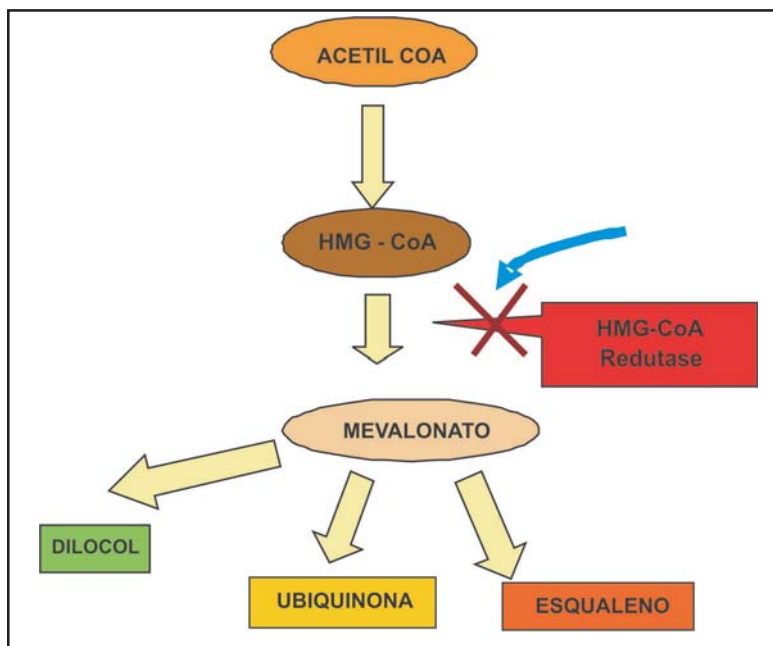 ACETIL COA
HMG - CoA
HMG-CoA
Redutase
MEVALONATO
DILOCOL
UBIQUINONA
ESQUALENO